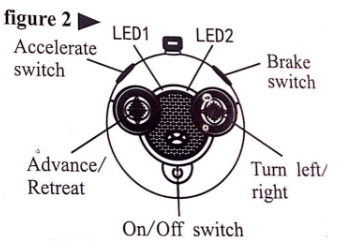 figure 2 ▶
LED1 LED2
Accelerate
switch
Brake
switch
Advance/
Retreat
Turn left/
right
On/Off switch